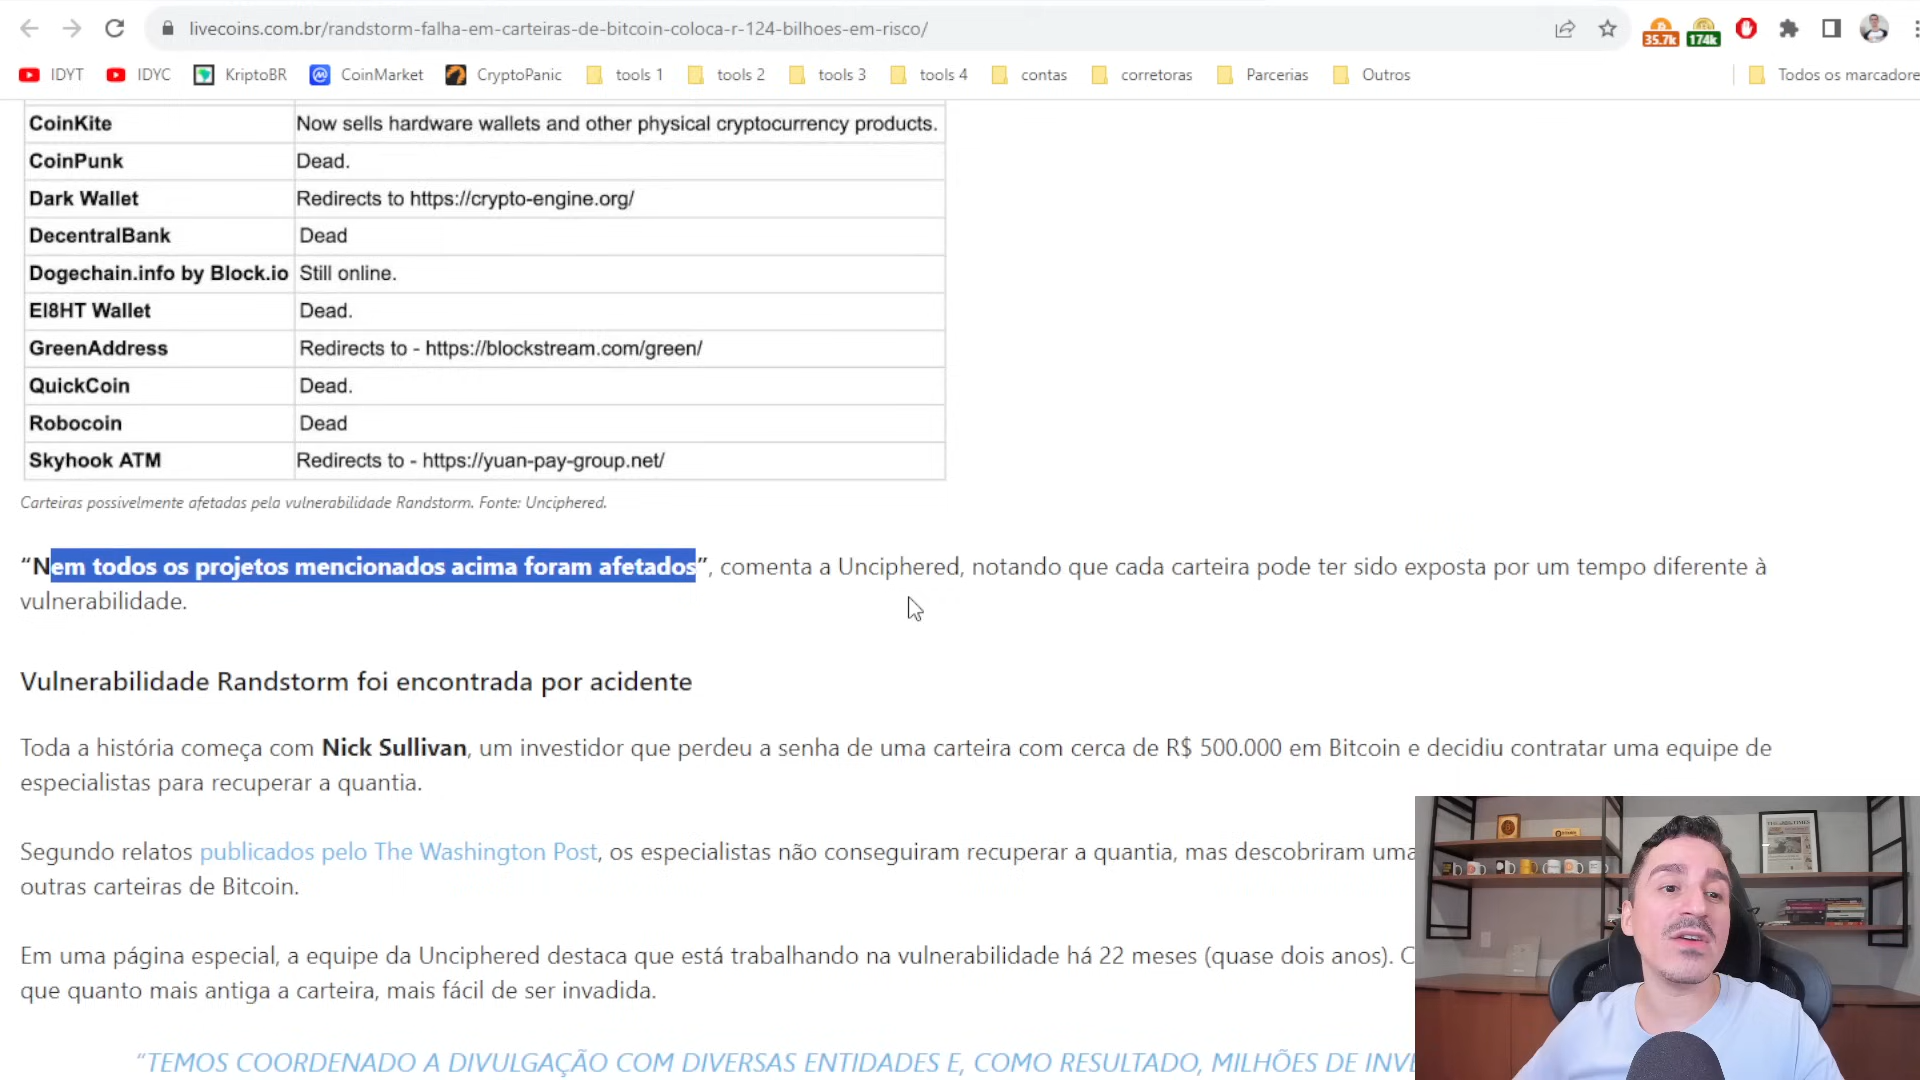 livecoins.com.br/randstorm-falha-em-carteiras-de-bitcoin-coloca-r-124-bilhoes-em-risco/
35.7k 174k
IDYT IDYC KriptoBR CoinMarket CryptoPanic tools 1 tools 2 tools 3 tools 4 contas corretoras Parcerias Outros Todos os marcadore
CoinKite Now sells hardware wallets and other physical cryptocurrency products.
CoinPunk Dead.
Dark Wallet Redirects to https://crypto-engine.org/
DecentralBank Dead
Dogechain.info by Block.io Still online.
EI8HT Wallet Dead.
GreenAddress Redirects to - https://blockstream.com/green/
QuickCoin Dead.
Robocoin Dead
Skyhook ATM Redirects to - https://yuan-pay-group.net/
Carteiras possivelmente afetadas pela vulnerabilidade Randstorm. Fonte: Unciphered.
“Nem todos os projetos mencionados acima foram afetados”, comenta a Unciphered, notando que cada carteira pode ter sido exposta por um tempo diferente à
vulnerabilidade.
Vulnerabilidade Randstorm foi encontrada por acidente
Toda a história começa com Nick Sullivan, um investidor que perdeu a senha de uma carteira com cerca de R$ 500.000 em Bitcoin e decidiu contratar uma equipe de
especialistas para recuperar a quantia.
Segundo relatos publicados pelo The Washington Post, os especialistas não conseguiram recuperar a quantia, mas descobriram uma
outras carteiras de Bitcoin.
Em uma página especial, a equipe da Unciphered destaca que está trabalhando na vulnerabilidade há 22 meses (quase dois anos). C
que quanto mais antiga a carteira, mais fácil de ser invadida.
“TEMOS COORDENADO A DIVULGAÇÃO COM DIVERSAS ENTIDADES E, COMO RESULTADO, MILHÕES DE INVE